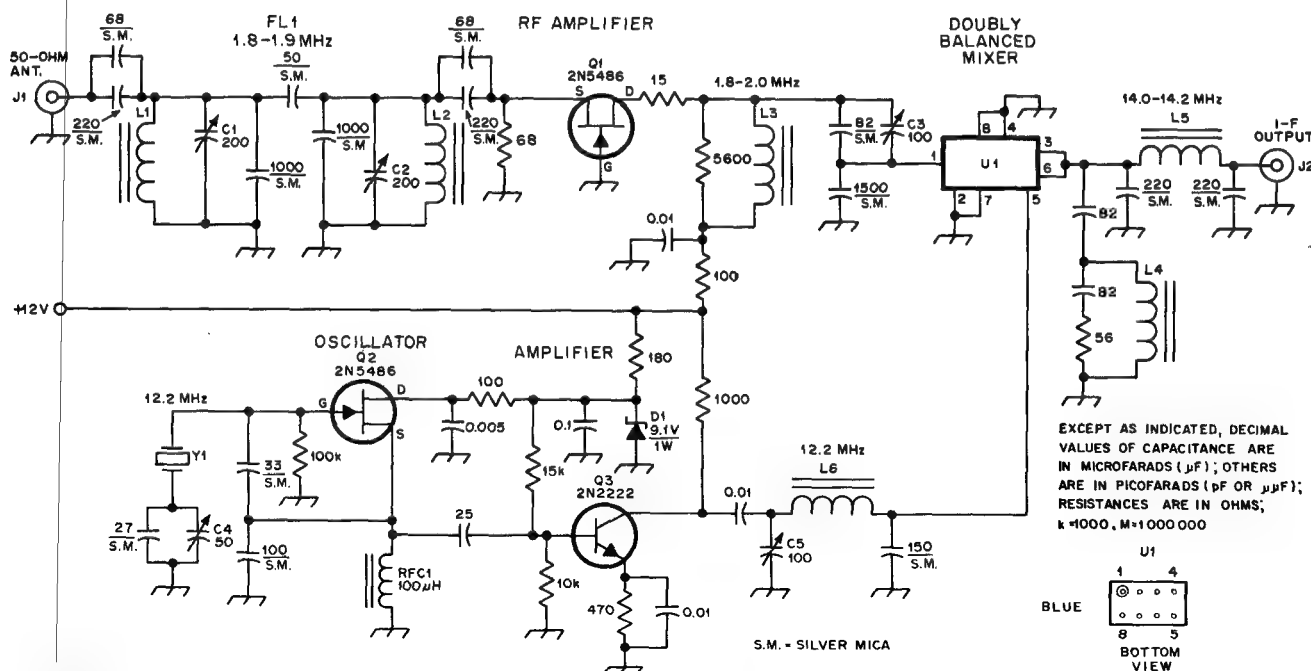 68
S.M.
FL1
1.8-1.9 MHz
50
S.M.
68
S.M.
RF AMPLIFIER
DOUBLY
BALANCED
MIXER
50-OHM
ANT.
J1
220
S.M.
L1
C1
200
1000
S.M.
1000
S.M
C2
200
L2
220
S.M.
68
Q1
2N5486
S
D
G
15
1.8-2.0 MHz
L3
5600
82
S.M.
C3
100
1500
S.M.
0.01
100
1
8
4
U1
3
6
2
7
5
14.0-14.2 MHz
L5
I-F
OUTPUT
J2
220
S.M.
220
S.M.
82
L4
82
56
+12V
OSCILLATOR
Q2
2N5486
AMPLIFIER
180
1000
12.2 MHz
G
D
S
100
0.005
0.1
D1
9.1V
1W
Y1
33
S.M.
100k
15k
Q3
2N2222
27
S.M.
C4
50
100
S.M.
25
RFC1
100μH
10k
470
0.01
0.01
12.2 MHz
L6
C5
100
150
S.M.
S.M. = SILVER MICA
EXCEPT AS INDICATED, DECIMAL
VALUES OF CAPACITANCE ARE
IN MICROFARADS (μF); OTHERS
ARE IN PICOFARADS (pF OR μμF);
RESISTANCES ARE IN OHMS;
k=1000, M=1000 000
U1
1
4
BLUE
8
5
BOTTOM
VIEW